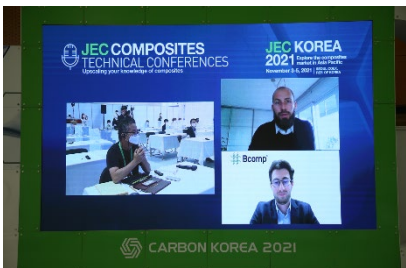 JEC COMPOSITES
TECHNICAL CONFERENCES
Upscaling your knowledge of composites
JEC KOREA
2021 Explore the composites
market in Asia Pacific
November 3-5, 2021
Bcomp
CARBON KOREA 2021